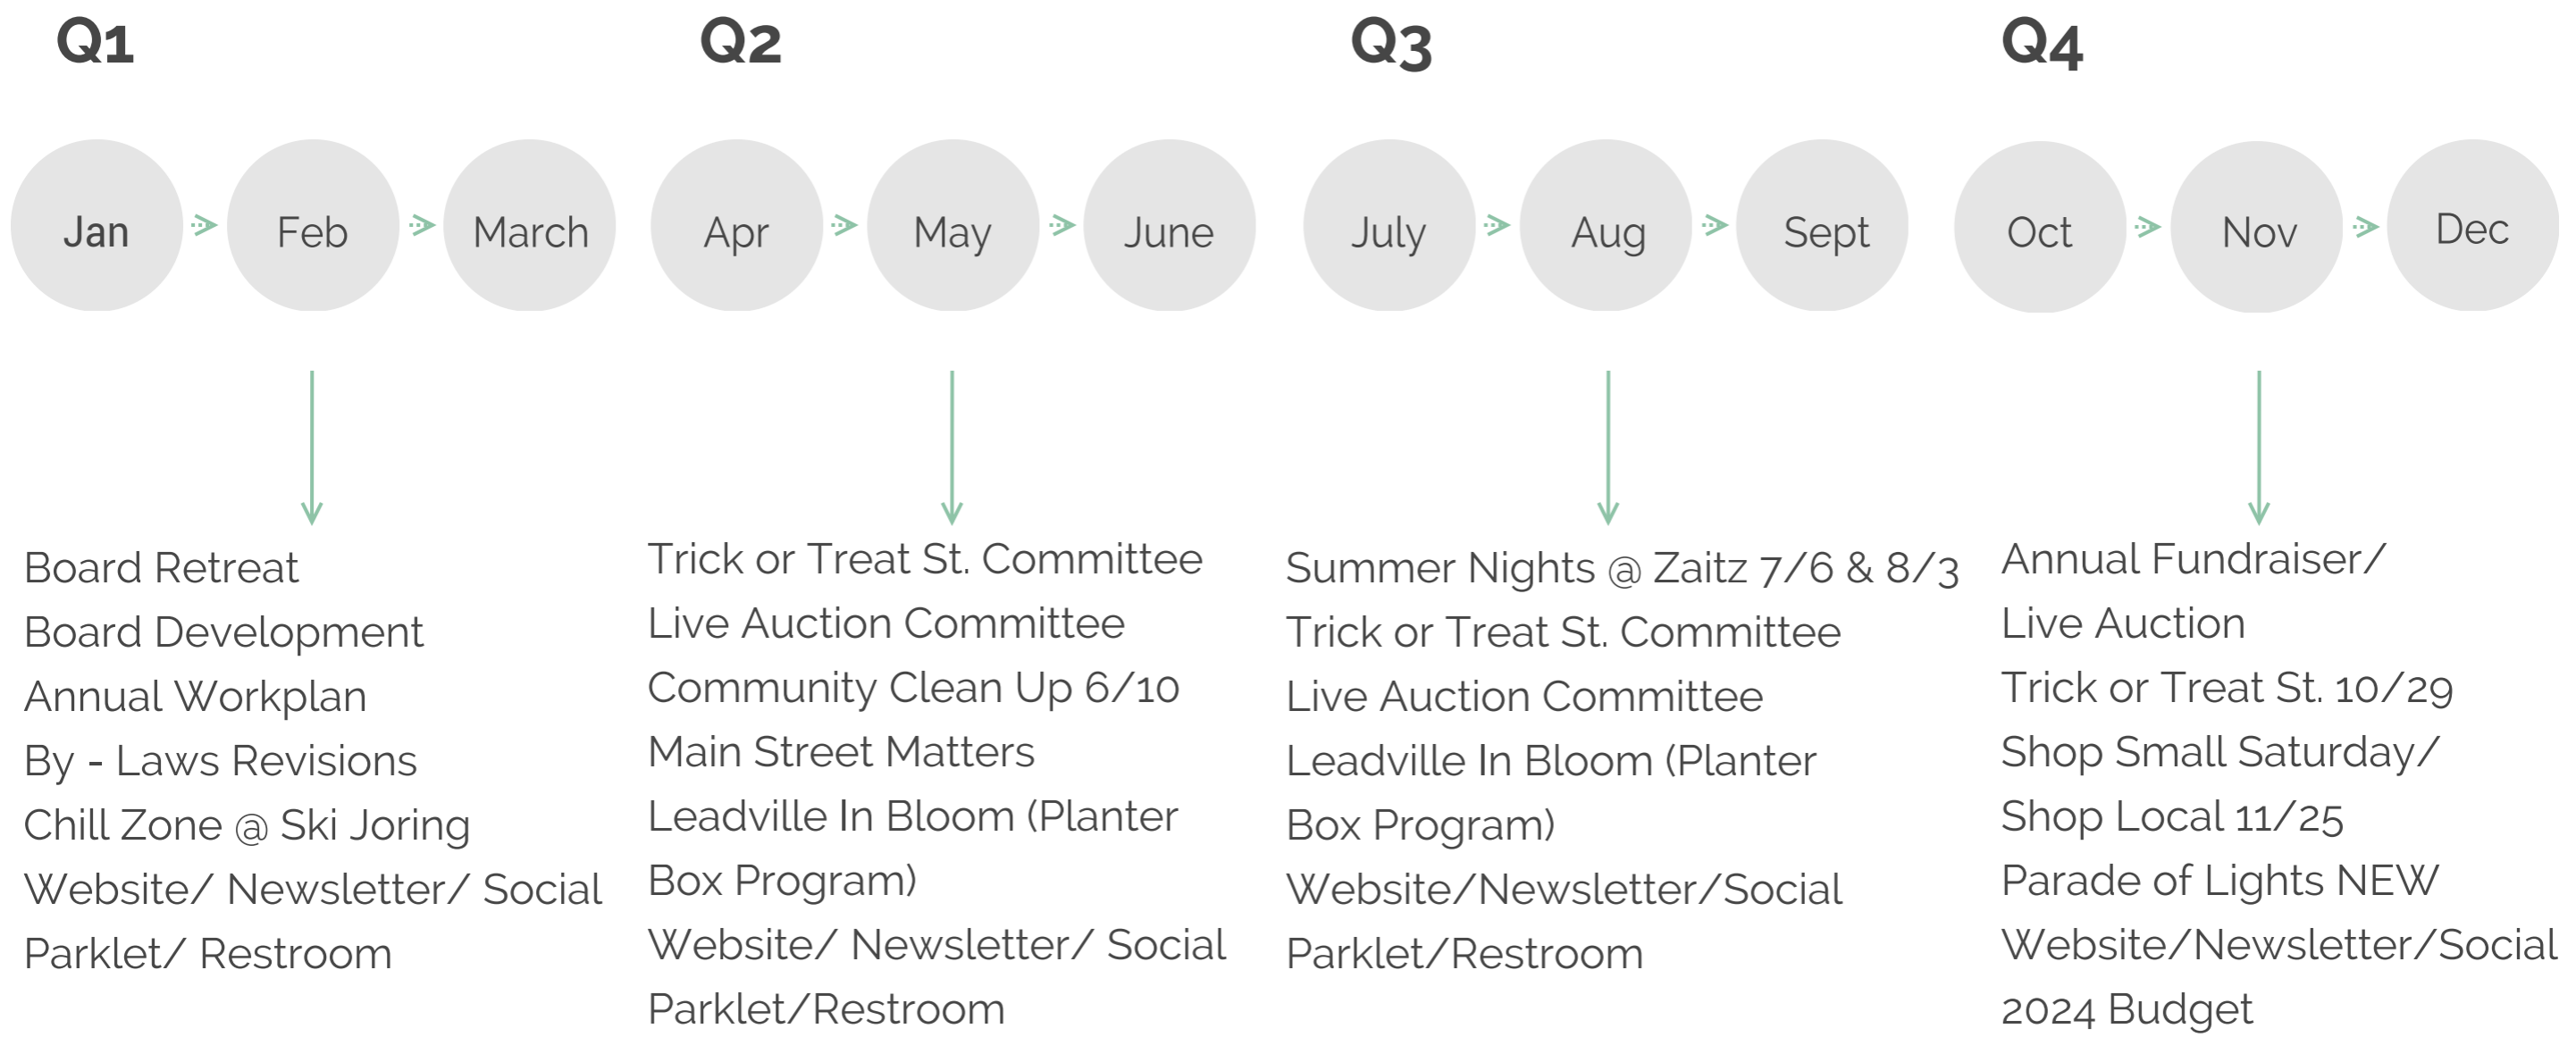 Q1
Q2
Q3
Q4
Jan
Feb
March
Apr
May
June
July
Aug
Sept
Oct
Nov
Dec
Board Retreat
Board Development
Annual Workplan
By - Laws Revisions
Chill Zone @ Ski Joring
Website/ Newsletter/ Social
Parklet/ Restroom
Trick or Treat St. Committee
Live Auction Committee
Community Clean Up 6/10
Main Street Matters
Leadville In Bloom (Planter
Box Program)
Website/ Newsletter/ Social
Parklet/Restroom
Summer Nights @ Zaitz 7/6 & 8/3
Trick or Treat St. Committee
Live Auction Committee
Leadville In Bloom (Planter
Box Program)
Website/Newsletter/Social
Parklet/Restroom
Annual Fundraiser/
Live Auction
Trick or Treat St. 10/29
Shop Small Saturday/
Shop Local 11/25
Parade of Lights NEW
Website/Newsletter/Social
2024 Budget